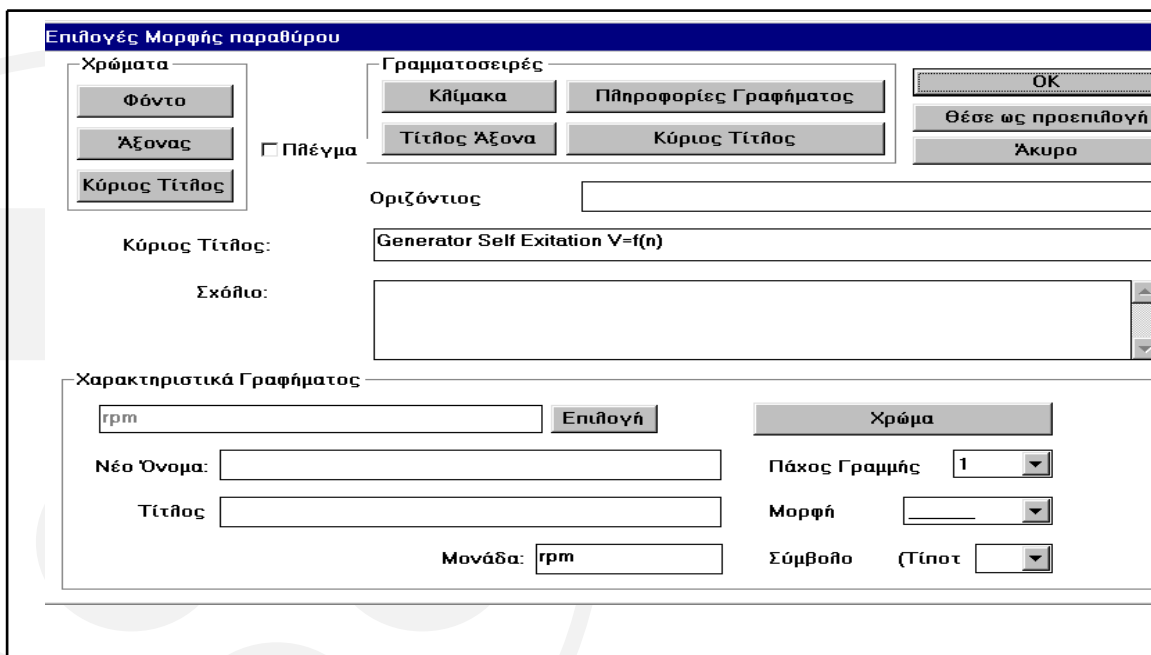 Επιλογές Μορφής παραθύρου
Χρώματα
Φόντο
Άξονας
Κύριος Τίτλος
Πλέγμα
Γραμματοσειρές
Κλίμακα
Πληροφορίες Γραφήματος
Τίτλος Άξονα
Κύριος Τίτλος
OK
Θέσε ως προεπιλογή
Άκυρο
Οριζόντιος
Κύριος Τίτλος:
Generator Self Exitation V=f(n)
Σχόλιο:
Χαρακτηριστικά Γραφήματος
rpm
Επιλογή
Χρώμα
Νέο Όνομα:
Πάχος Γραμμής 1
Τίτλος
Μορφή
Μονάδα: rpm
Σύμβολο (Τίποτ